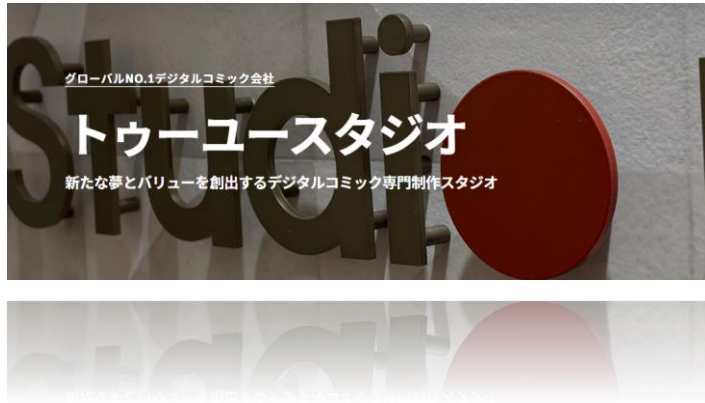 studi
グローバルNO.1デジタルコミック会社
トゥーユースタジオ
新たな夢とバリューを創出するデジタルコミック専門制作スタジオ